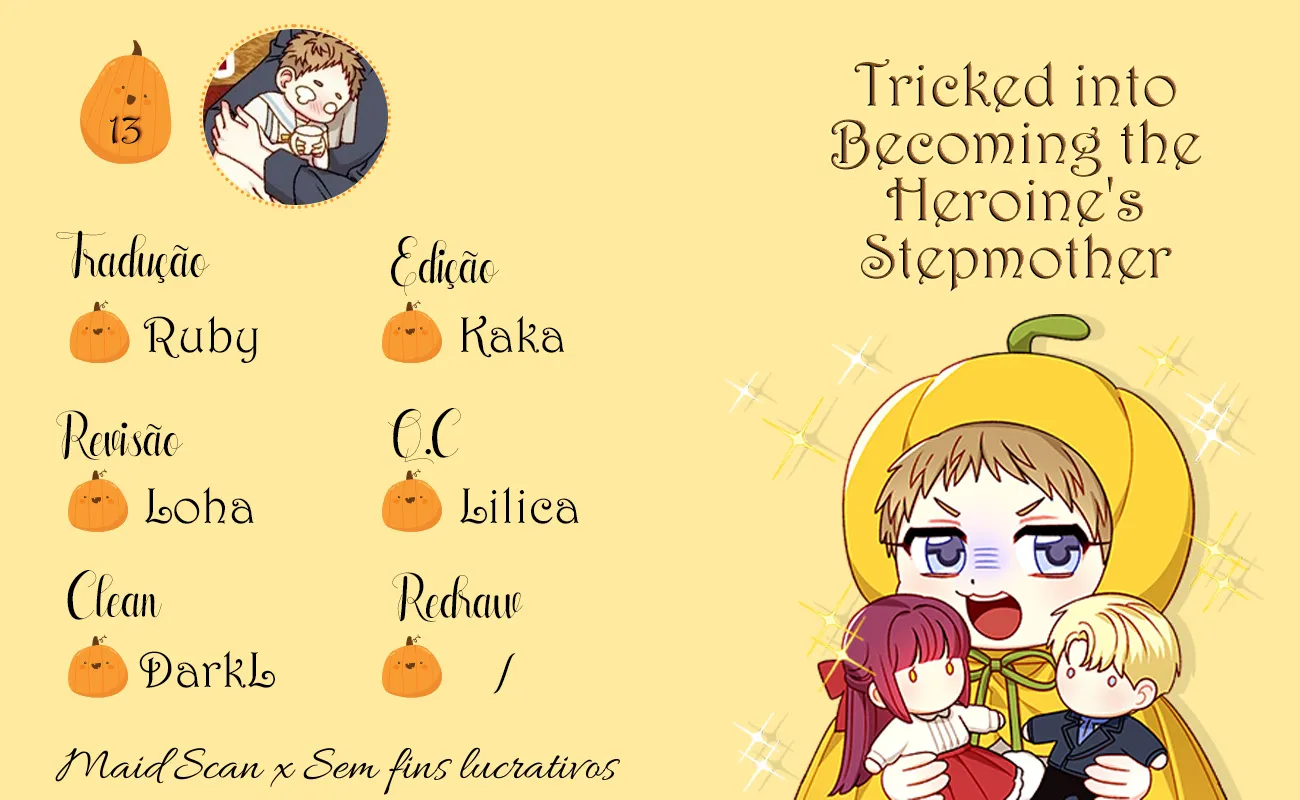 13
Tricked into
Becoming the
Heroine's
Stepmother
Tradução
Ruby
Edição
Kaka
Revisão
Loha
Q.C
Lilica
Clean
DarkL
Redraw
/
Maid Scan x Sem fins lucrativos